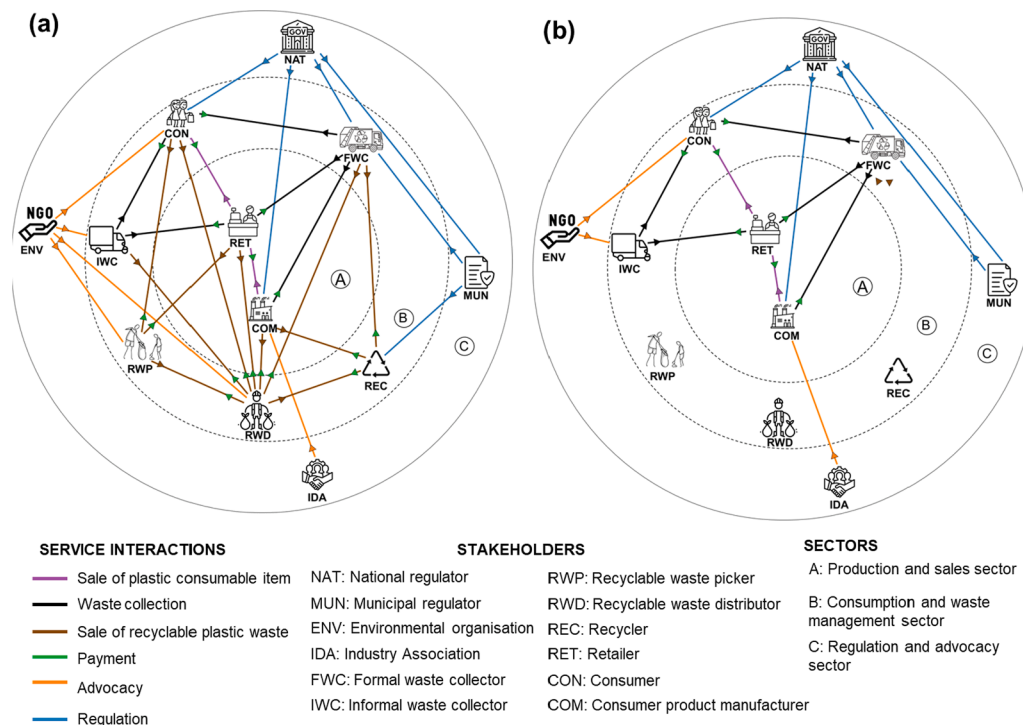 (a)
GOV
NAT
CON
FWC
NGO
ENV
IWC
RET
A
MUN
B
COM
C
RWP
REC
RWD
IDA
(b)
GOV
NAT
CON
FWC
NGO
ENV
IWC
RET
A
MUN
B
COM
C
RWP
REC
RWD
IDA
SERVICE INTERACTIONS
Sale of plastic consumable item
Waste collection
Sale of recyclable plastic waste
Payment
Advocacy
Regulation
STAKEHOLDERS
NAT: National regulator
MUN: Municipal regulator
ENV: Environmental organisation
IDA: Industry Association
FWC: Formal waste collector
IWC: Informal waste collector
RWP: Recyclable waste picker
RWD: Recyclable waste distributor
REC: Recycler
RET: Retailer
CON: Consumer
COM: Consumer product manufacturer
SECTORS
A: Production and sales sector
B: Consumption and waste
management sector
C: Regulation and advocacy
sector